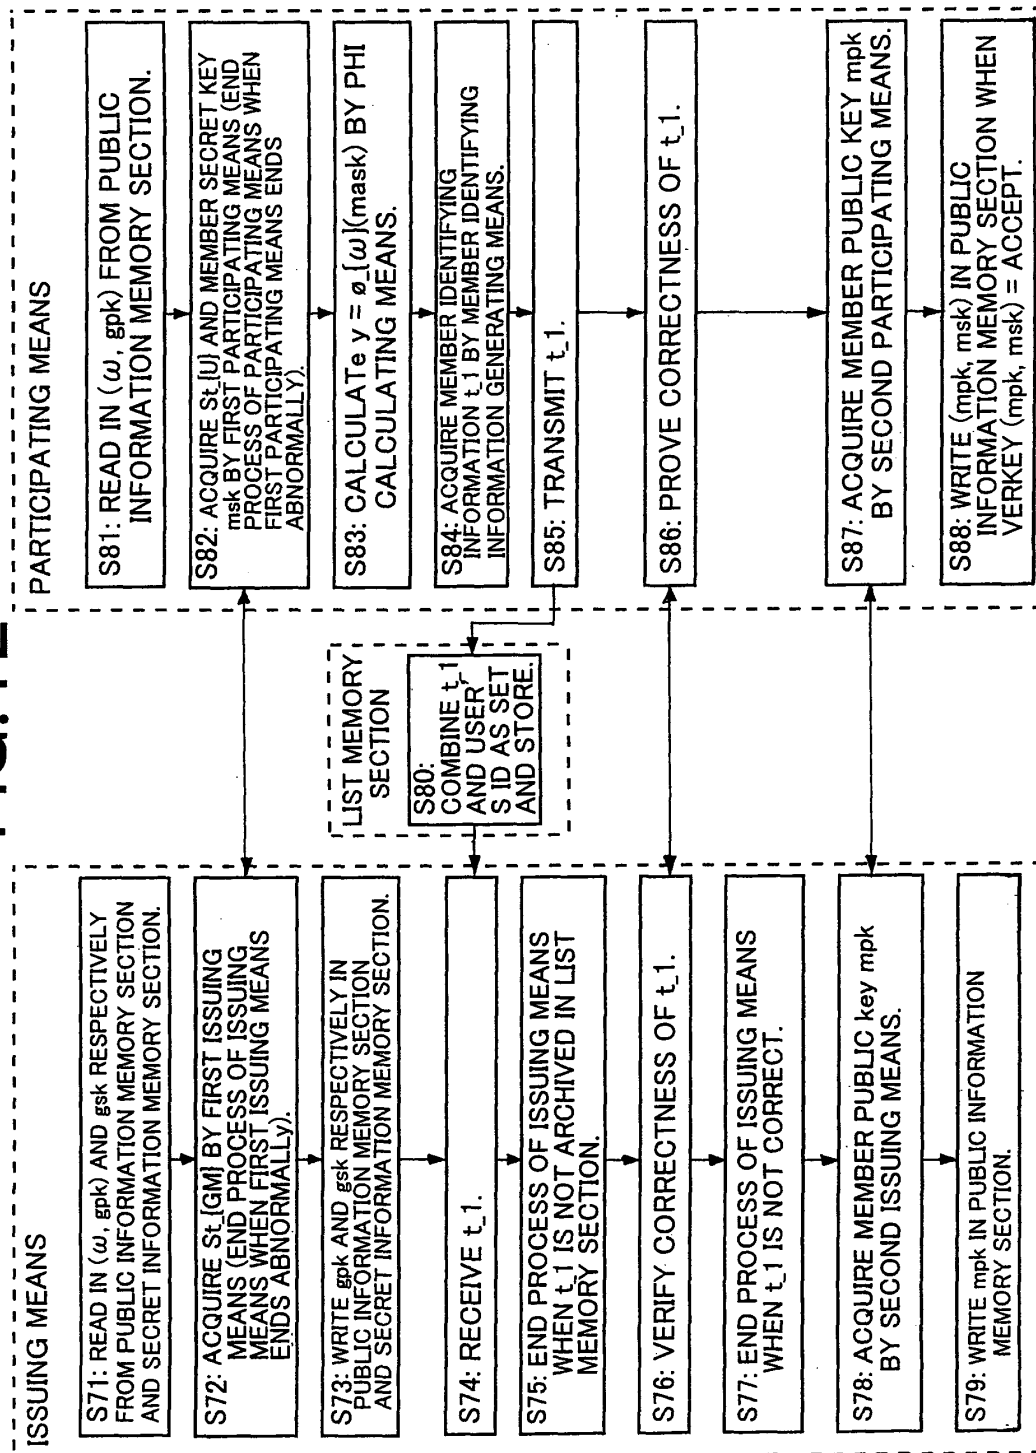 ISSUING MEANS
S71: READ IN (ω, gpk) AND gsk RESPECTIVELY
FROM PUBLIC INFORMATION MEMORY SECTION
AND SECRET INFORMATION MEMORY SECTION.
S72: ACQUIRE St_{GM} BY FIRST ISSUING
MEANS (END PROCESS OF ISSUING
MEANS WHEN FIRST ISSUING MEANS
ENDS ABNORMALLY).
S73: WRITE gpk AND gsk RESPECTIVELY IN
PUBLIC INFORMATION MEMORY SECTION
AND SECRET INFORMATION MEMORY SECTION.
S74: RECEIVE t_1.
S75: END PROCESS OF ISSUING MEANS
WHEN t_1 IS NOT ARCHIVED IN LIST
MEMORY SECTION.
S76: VERIFY CORRECTNESS OF t_1.
S77: END PROCESS OF ISSUING MEANS
WHEN t_1 IS NOT CORRECT.
S78: ACQUIRE MEMBER PUBLIC key mpk
BY SECOND ISSUING MEANS.
S79: WRITE mpk IN PUBLIC INFORMATION
MEMORY SECTION.
LIST MEMORY
SECTION
S80:
COMBINE t_1
AND USER'
S ID AS SET
AND STORE.
PARTICIPATING MEANS
S81: READ IN (ω, gpk) FROM PUBLIC
INFORMATION MEMORY SECTION.
S82: ACQUIRE St_{U} AND MEMBER SECRET KEY
msk BY FIRST PARTICIPATING MEANS (END
PROCESS OF PARTICIPATING MEANS WHEN
FIRST PARTICIPATING MEANS ENDS
ABNORMALLY).
S83: CALCULATe y = ø_{ω}(mask) BY PHI
CALCULATING MEANS.
S84: ACQUIRE MEMBER IDENTIFYING
INFORMATION t_1 BY MEMBER IDENTIFYING
INFORMATION GENERATING MEANS.
S85: TRANSMIT t_1.
S86: PROVE CORRECTNESS OF t_1.
S87: ACQUIRE MEMBER PUBLIC KEY mpk
BY SECOND PARTICIPATING MEANS.
S88: WRITE (mpk, msk) IN PUBLIC
INFORMATION MEMORY SECTION WHEN
VERKEY (mpk, msk) = ACCEPT.